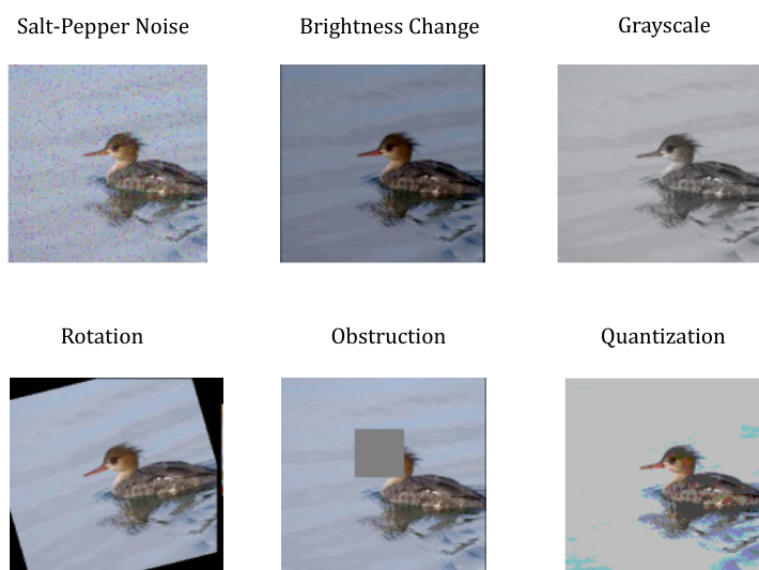 Salt-Pepper Noise
Brightness Change
Grayscale
Rotation
Obstruction
Quantization